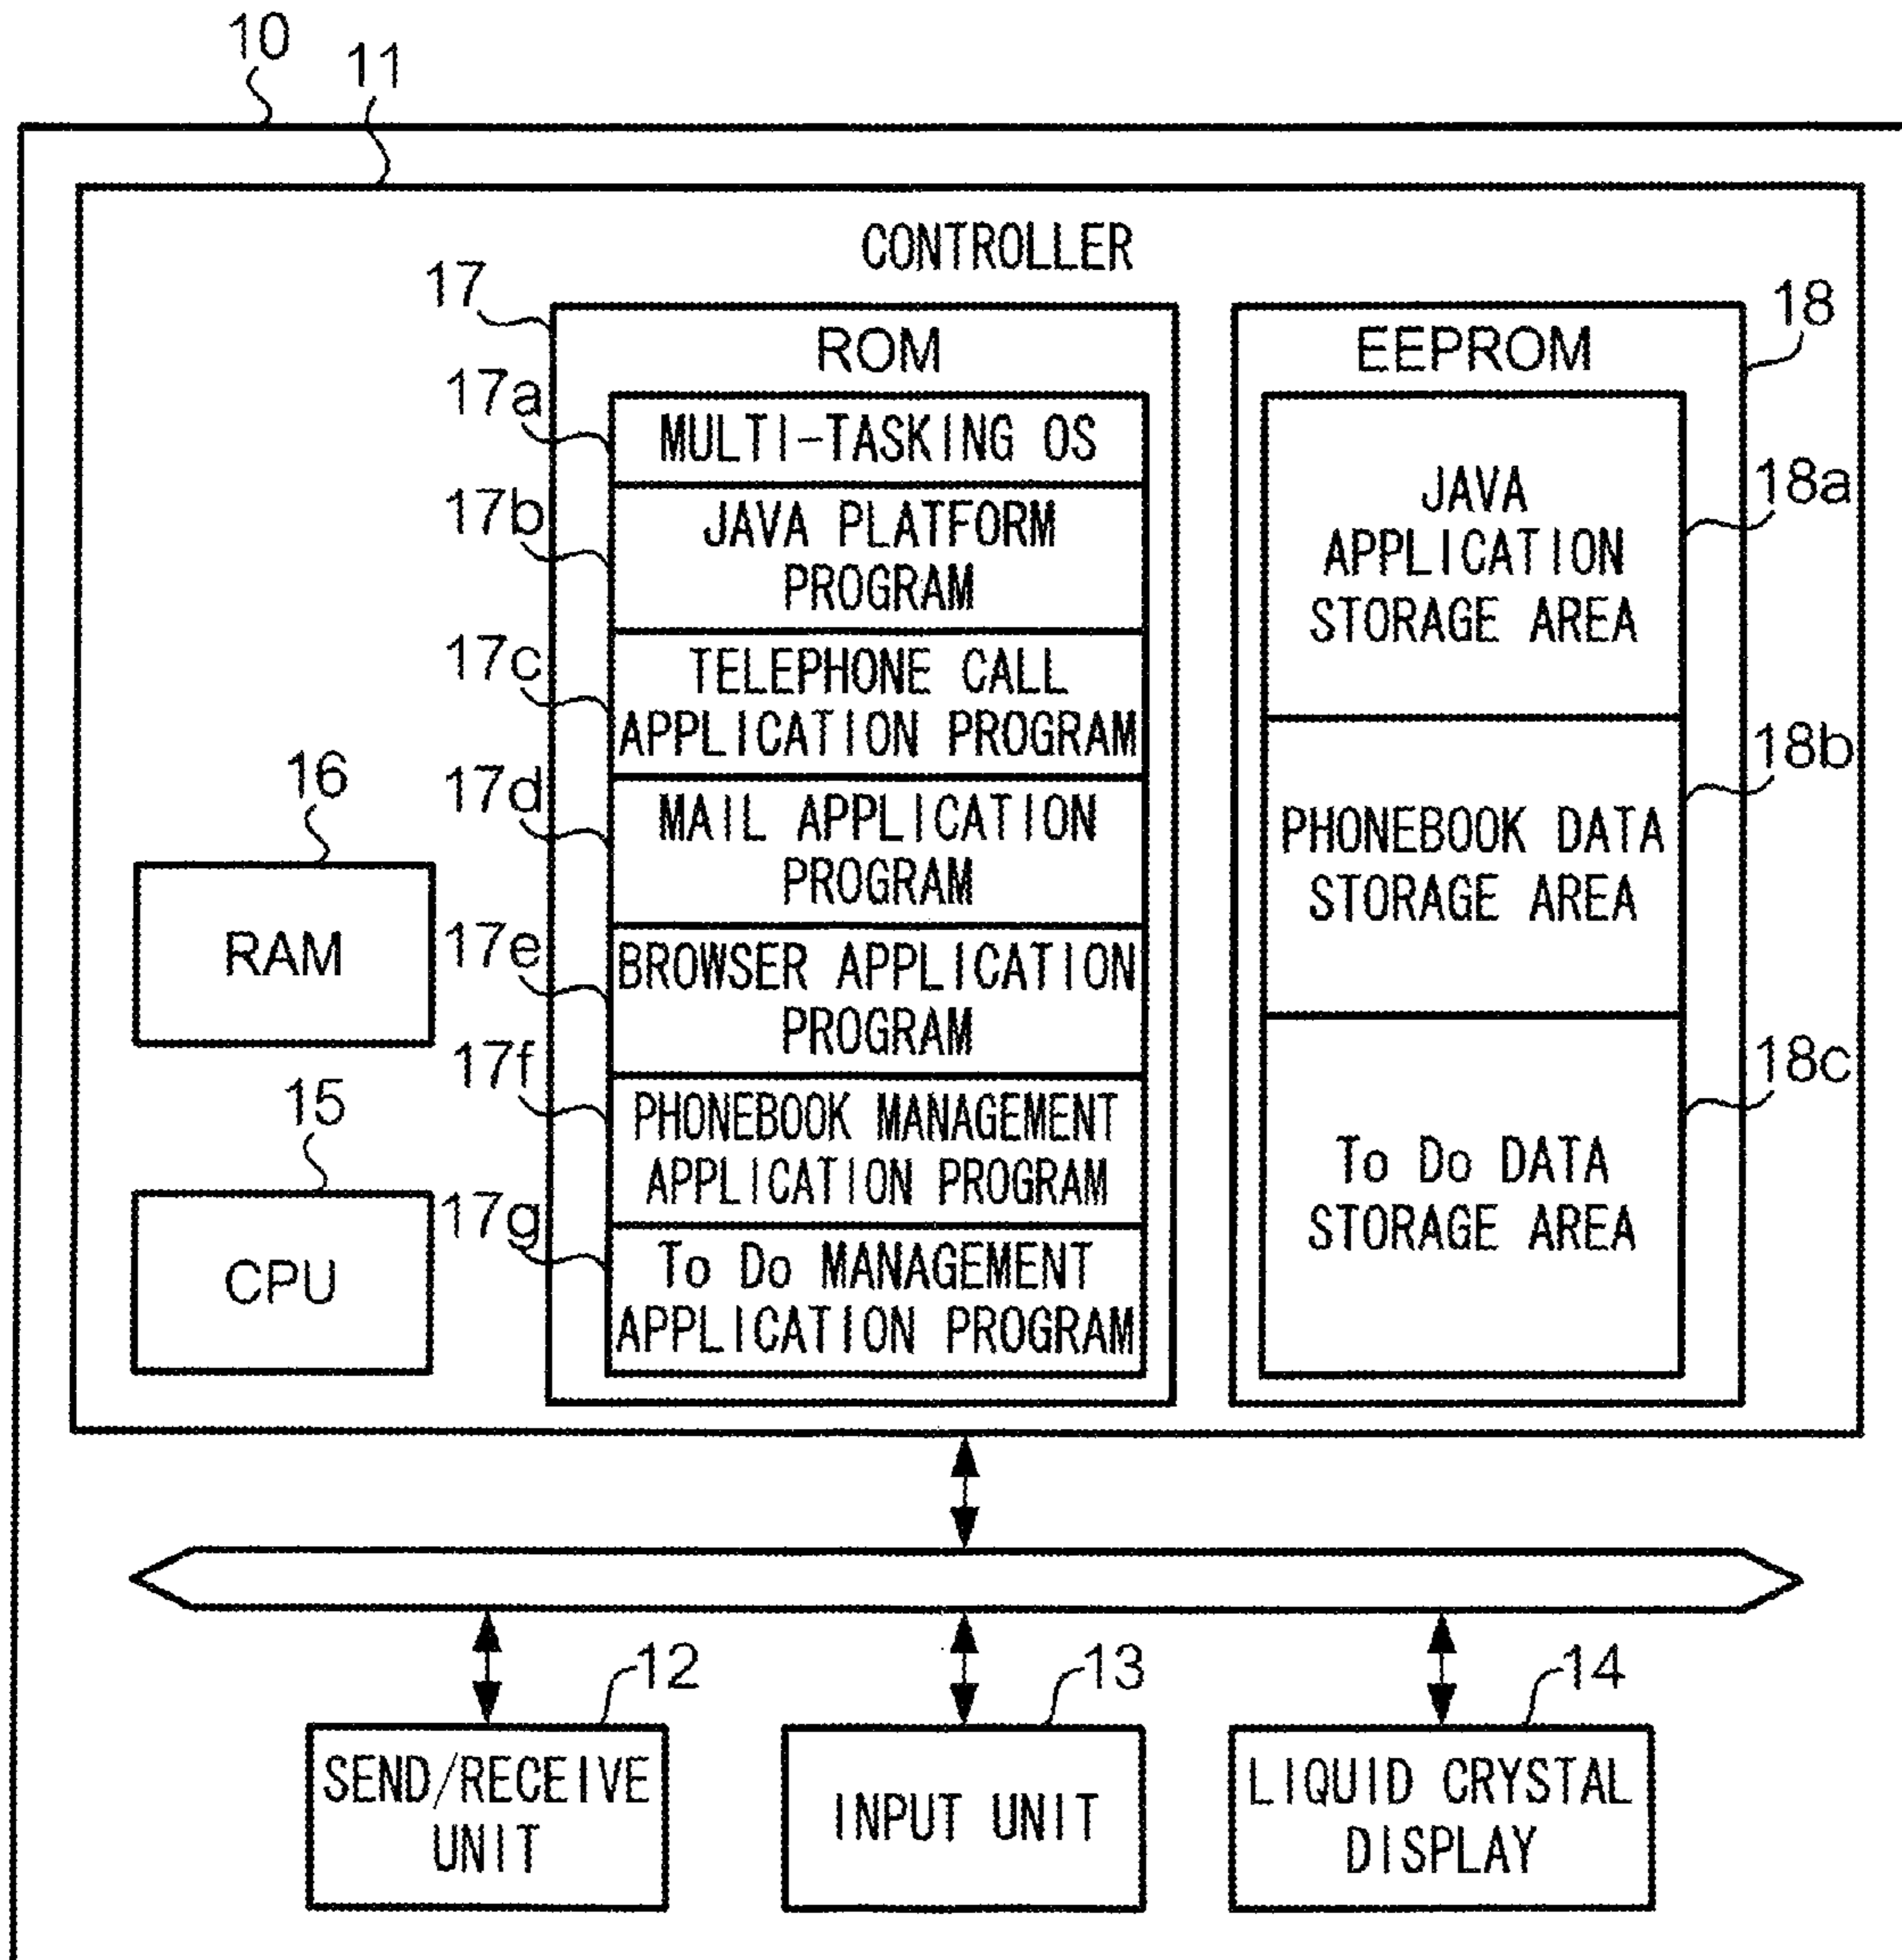 10
11
CONTROLLER
17
ROM
17a
MULTI-TASKING OS
17b
JAVA PLATFORM
PROGRAM
17c
TELEPHONE CALL
APPLICATION PROGRAM
17d
MAIL APPLICATION
PROGRAM
17e
BROWSER APPLICATION
PROGRAM
17f
PHONEBOOK MANAGEMENT
APPLICATION PROGRAM
17g
To Do MANAGEMENT
APPLICATION PROGRAM
18
EEPROM
18a
JAVA
APPLICATION
STORAGE AREA
18b
PHONEBOOK DATA
STORAGE AREA
18c
To Do DATA
STORAGE AREA
16
RAM
15
CPU
12
SEND/RECEIVE
UNIT
13
INPUT UNIT
14
LIQUID CRYSTAL
DISPLAY